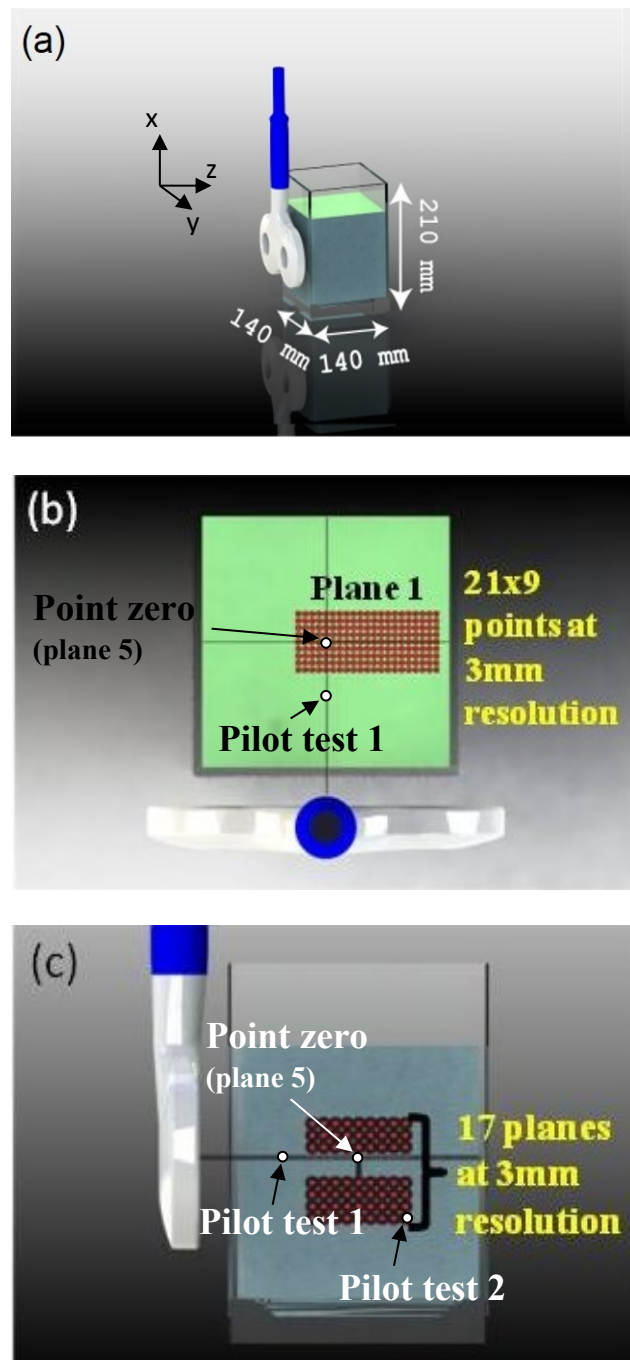 (a)
x
z
y
210 mm
140 mm
140 mm
(b)
Plane 1
Point zero
(plane 5)
Pilot test 1
21x9
points at
3mm
resolution
(c)
Point zero
(plane 5)
Pilot test 1
Pilot test 2
17 planes
at 3mm
resolution